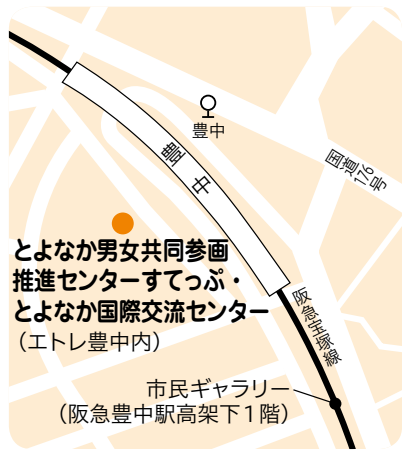 豊中
豊中
国道176号
とよなか男女共同参画
推進センターすてっぷ・
とよなか国際交流センター
（エトレ豊中内）
阪急宝塚線
市民ギャラリー
（阪急豊中駅高架下1階）